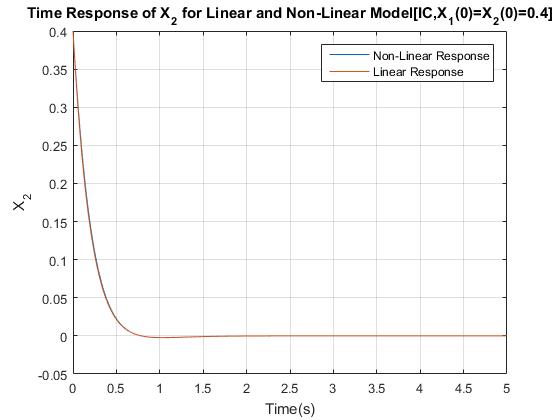 Time Response of X2 for Linear and Non-Linear Model[IC,X1(0)=X2(0)=0.4]
Non-Linear Response
Linear Response
0.4
0.35
0.3
0.25
0.2
0.15
0.1
0.05
0
-0.05
X2
0 0.5 1 1.5 2 2.5 3 3.5 4 4.5 5
Time(s)